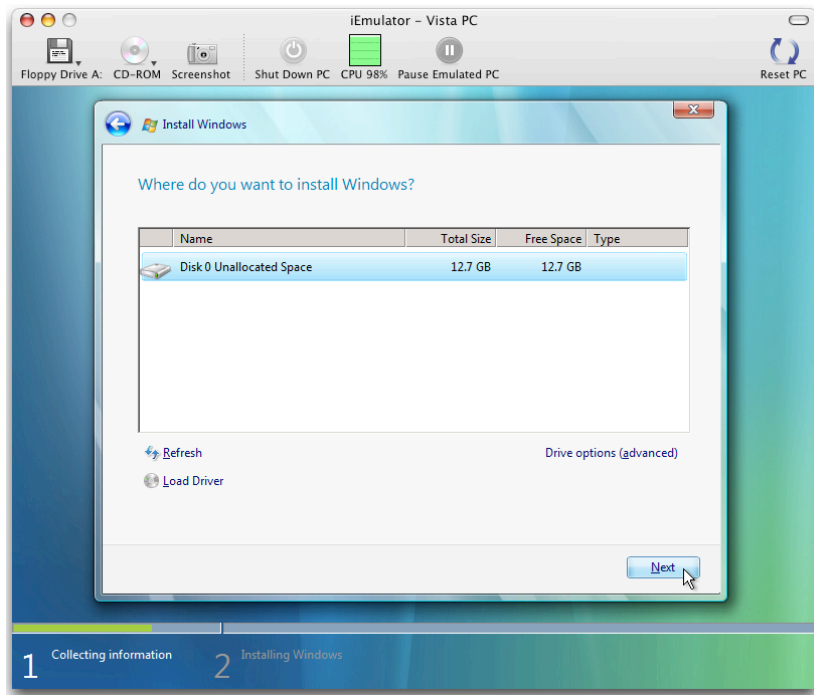 iEmulator – Vista PC
Floppy Drive A: CD-ROM Screenshot Shut Down PC CPU 98% Pause Emulated PC Reset PC
Install Windows
Where do you want to install Windows?
Name Total Size Free Space Type
Disk 0 Unallocated Space 12.7 GB 12.7 GB
Refresh Drive options (advanced)
Load Driver
Next
1 Collecting information 2 Installing Windows